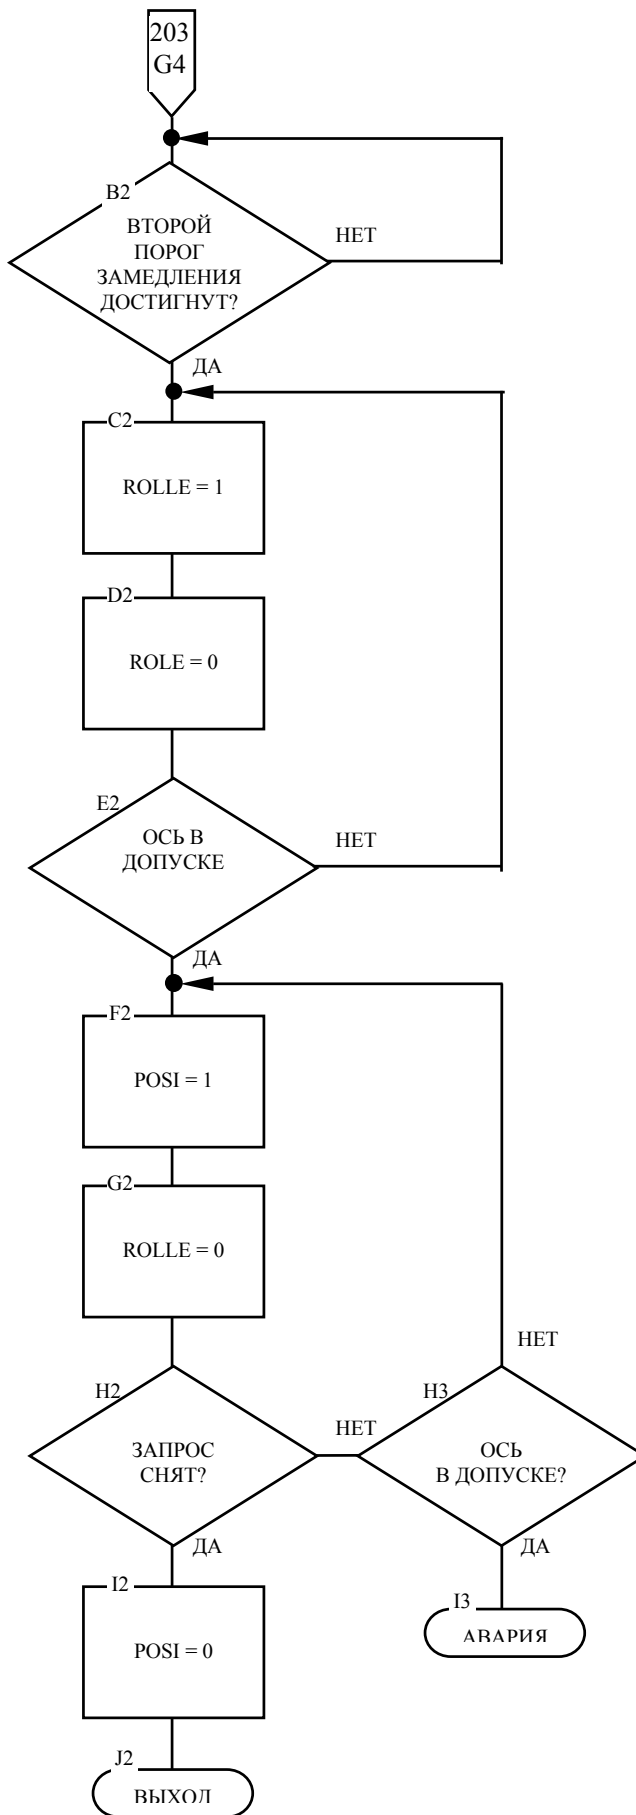 203
G4
B2
ВТОРОЙ
ПОРОГ
ЗАМЕДЛЕНИЯ
ДОСТИГНУТ?
НЕТ
ДА
C2
ROLLE = 1
D2
ROLE = 0
E2
ОСЬ В
ДОПУСКЕ
НЕТ
ДА
F2
POSI = 1
G2
ROLLE = 0
НЕТ
H2
ЗАПРОС
СНЯТ?
НЕТ
H3
ОСЬ
В ДОПУСКЕ?
ДА
ДА
I2
POSI = 0
I3
АВАРИЯ
J2
ВЫХОД